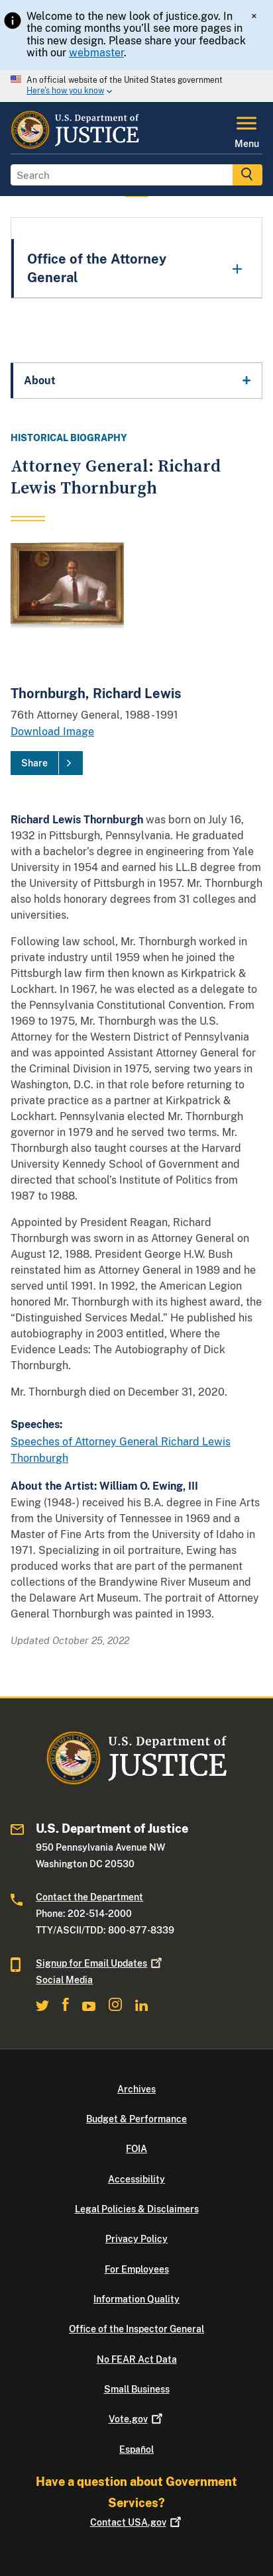 Welcome to the new look of justice.gov. In
the coming months you'll see more pages in
this new design. Please share your feedback
with our webmaster.
×
An official website of the United States government
Here's how you know
U.S. Department of
JUSTICE
Menu
Search
Office of the Attorney
General
About
HISTORICAL BIOGRAPHY
Attorney General: Richard
Lewis Thornburgh
Thornburgh, Richard Lewis
76th Attorney General, 1988-1991
Download Image
Share
Richard Lewis Thornburgh was born on July 16,
1932 in Pittsburgh, Pennsylvania. He graduated
with a bachelor's degree in engineering from Yale
University in 1954 and earned his LL.B degree from
the University of Pittsburgh in 1957. Mr. Thornburgh
also holds honorary degrees from 31 colleges and
universities.
Following law school, Mr. Thornburgh worked in
private industry until 1959 when he joined the
Pittsburgh law firm then known as Kirkpatrick &
Lockhart. In 1967, he was elected as a delegate to
the Pennsylvania Constitutional Convention. From
1969 to 1975, Mr. Thornburgh was the U.S.
Attorney for the Western District of Pennsylvania
and was appointed Assistant Attorney General for
the Criminal Division in 1975, serving two years in
Washington, D.C. in that role before returning to
private practice as a partner at Kirkpatrick &
Lockhart. Pennsylvania elected Mr. Thornburgh
governor in 1979 and he served two terms. Mr.
Thornburgh also taught courses at the Harvard
University Kennedy School of Government and
directed that school's Institute of Politics from
1987 to 1988.
Appointed by President Reagan, Richard
Thornburgh was sworn in as Attorney General on
August 12, 1988. President George H.W. Bush
reinstated him as Attorney General in 1989 and he
served until 1991. In 1992, the American Legion
honored Mr. Thornburgh with its highest award, the
"Distinguished Services Medal." He published his
autobiography in 2003 entitled, Where the
Evidence Leads: The Autobiography of Dick
Thornburgh.
Mr. Thornburgh died on December 31, 2020.
Speeches:
Speeches of Attorney General Richard Lewis
Thornburgh
About the Artist: William O. Ewing, III
Ewing (1948-) received his B.A. degree in Fine Arts
from the University of Tennessee in 1969 and a
Master of Fine Arts from the University of Idaho in
1971. Specializing in oil portraiture, Ewing has
produced works that are part of the permanent
collections of the Brandywine River Museum and
the Delaware Art Museum. The portrait of Attorney
General Thornburgh was painted in 1993.
Updated October 25, 2022
U.S. Department of
JUSTICE
U.S. Department of Justice
950 Pennsylvania Avenue NW
Washington DC 20530
Contact the Department
Phone: 202-514-2000
TTY/ASCII/TDD: 800-877-8339
Signup for Email Updates
Social Media
Archives
Budget & Performance
FOIA
Accessibility
Legal Policies & Disclaimers
Privacy Policy
For Employees
Information Quality
Office of the Inspector General
No FEAR Act Data
Small Business
Vote.gov
Español
Have a question about Government
Services?
Contact USA.gov